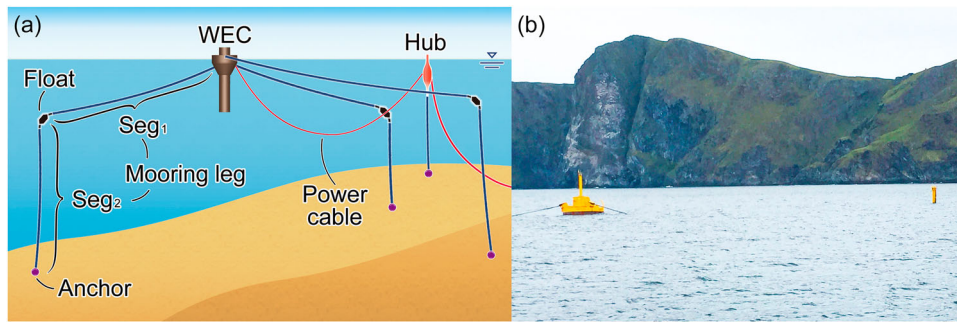 (a)
WEC
Hub
Float
Seg₁
Mooring leg
Seg₂
Power
cable
Anchor
(b)